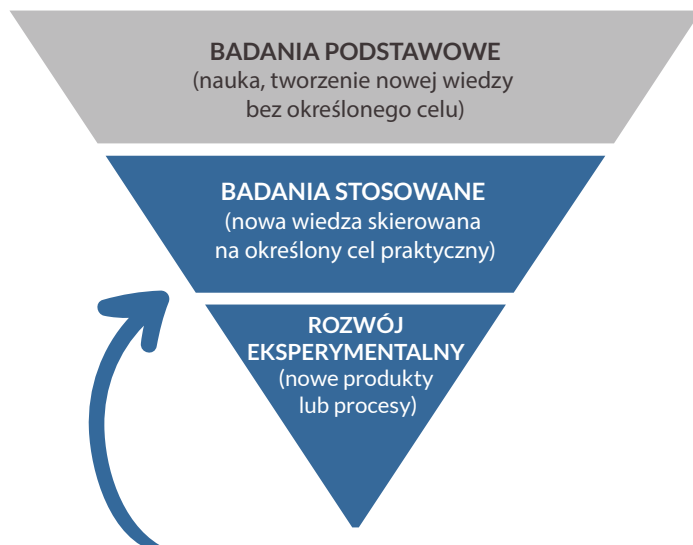 BADANIA PODSTAWOWE
(nauka, tworzenie nowej wiedzy
bez określonego celu)
BADANIA STOSOWANE
(nowa wiedza skierowana
na określony cel praktyczny)
ROZWÓJ
EKSPERYMENTALNY
(nowe produkty
lub procesy)